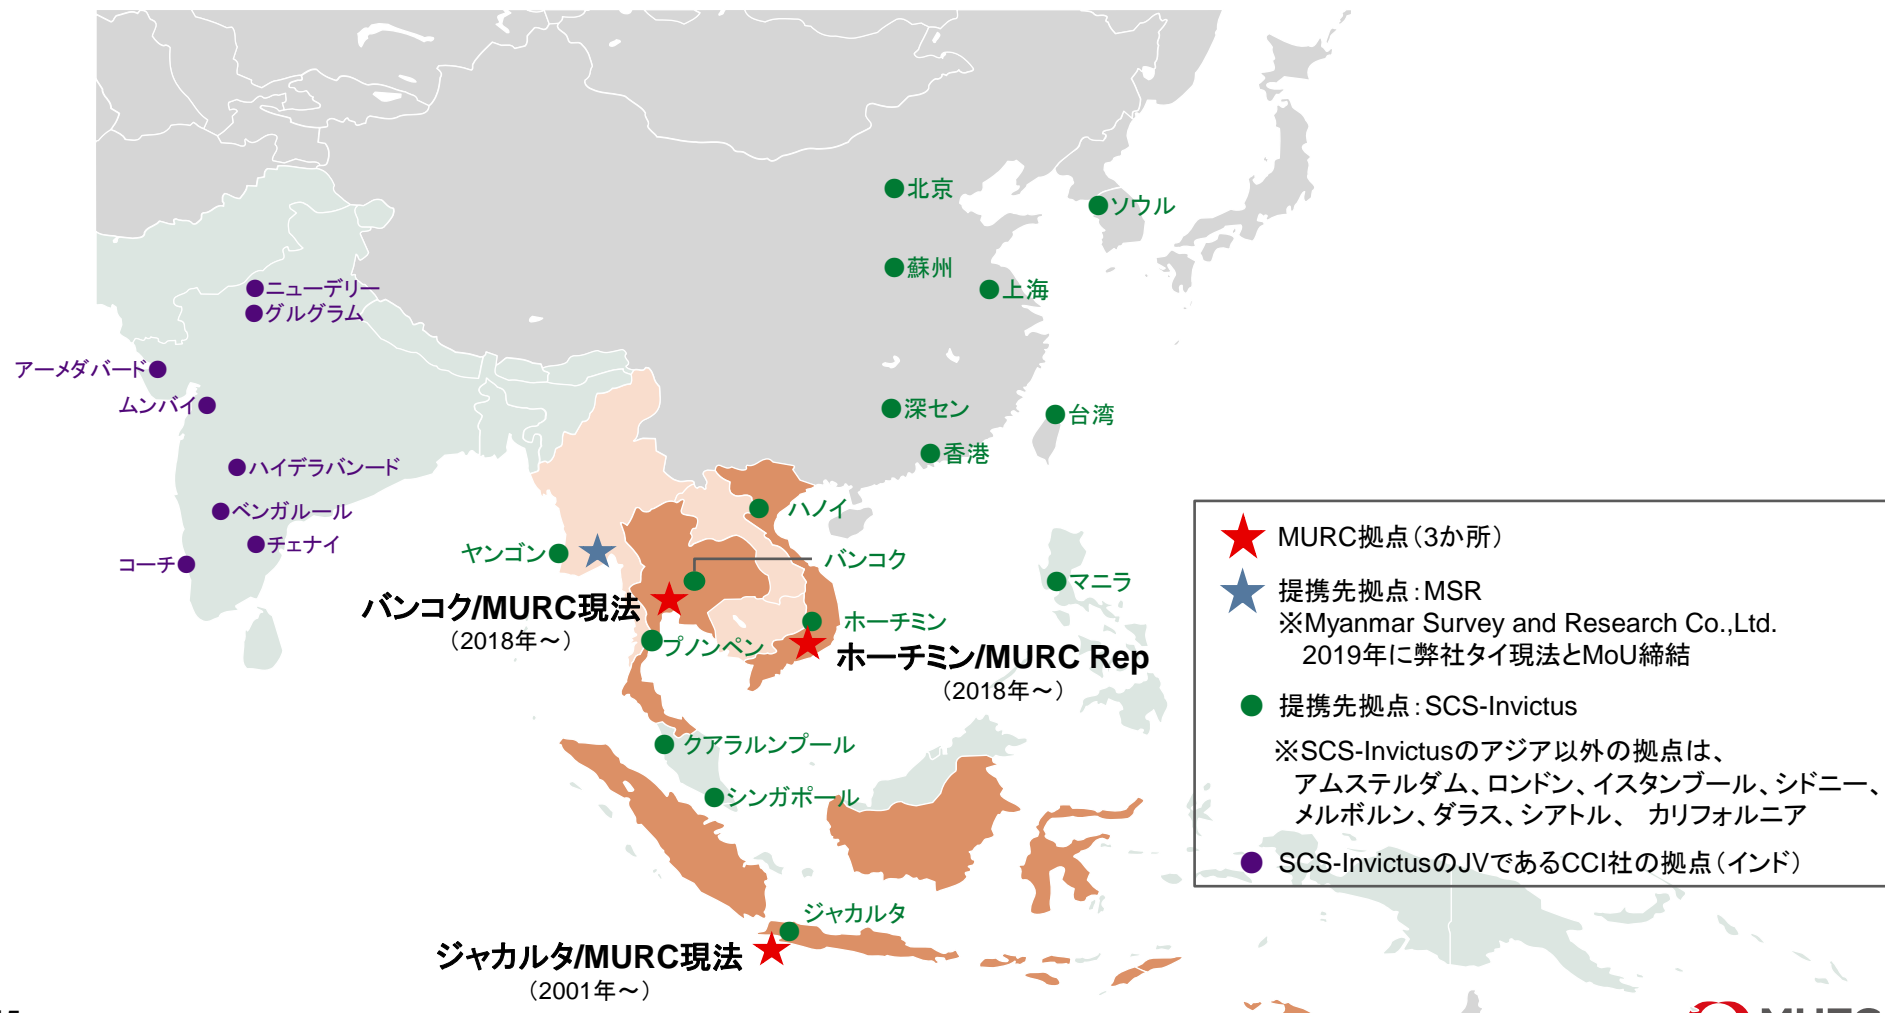 北京
ソウル
蘇州
上海
ニューデリー
グルグラム
アーメダバード
ムンバイ
深セン
台湾
香港
ハイデラバンード
ベンガルール
ハノイ
チェナイ
ヤンゴン
バンコク
コーチ
マニラ
バンコク/MURC現法
(2018年~)
ホーチミン
プノンペン
ホーチミン/MURC Rep
(2018年~)
クアラルンプール
シンガポール
ジャカルタ
ジャカルタ/MURC現法
(2001年~)
MURC拠点(3か所)
提携先拠点:MSR
※Myanmar Survey and Research Co.,Ltd.
2019年に弊社タイ現法とMoU締結
提携先拠点:SCS-Invictus
※SCS-Invictusのアジア以外の拠点は、
アムステルダム、ロンドン、イスタンブール、シドニー、
メルボルン、ダラス、シアトル、 カリフォルニア
SCS-InvictusのJVであるCCI社の拠点(インド)